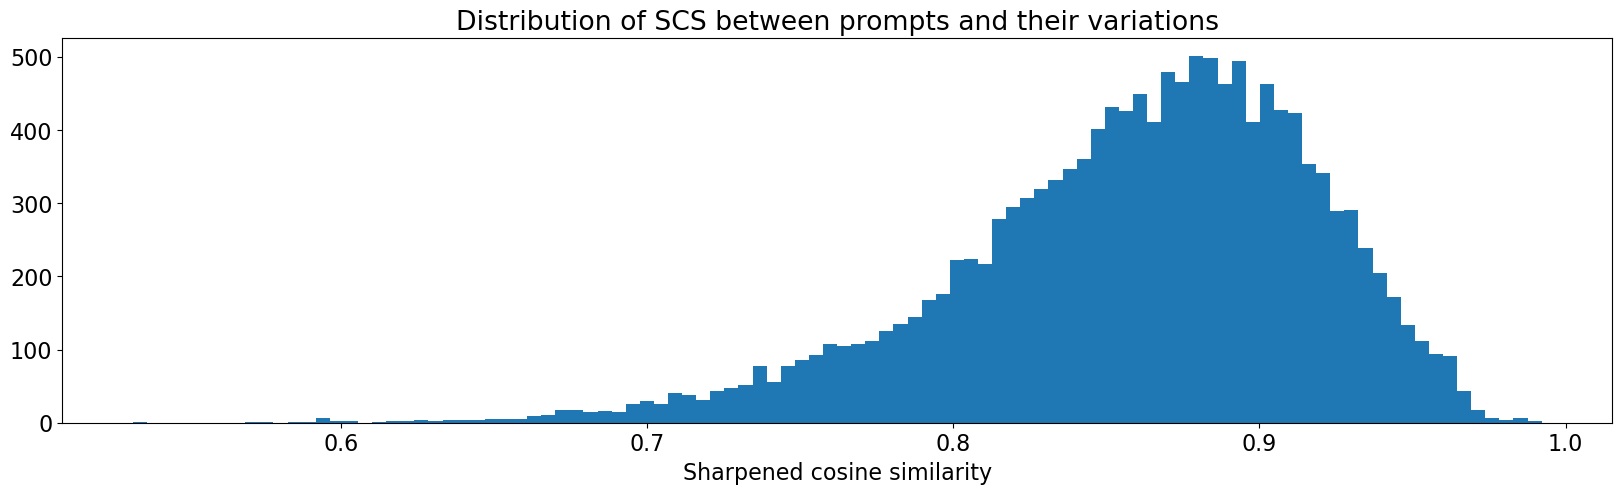 Distribution of SCS between prompts and their variations
500
400
300
200
100
0
0.6 0.7 0.8 0.9 1.0
Sharpened cosine similarity